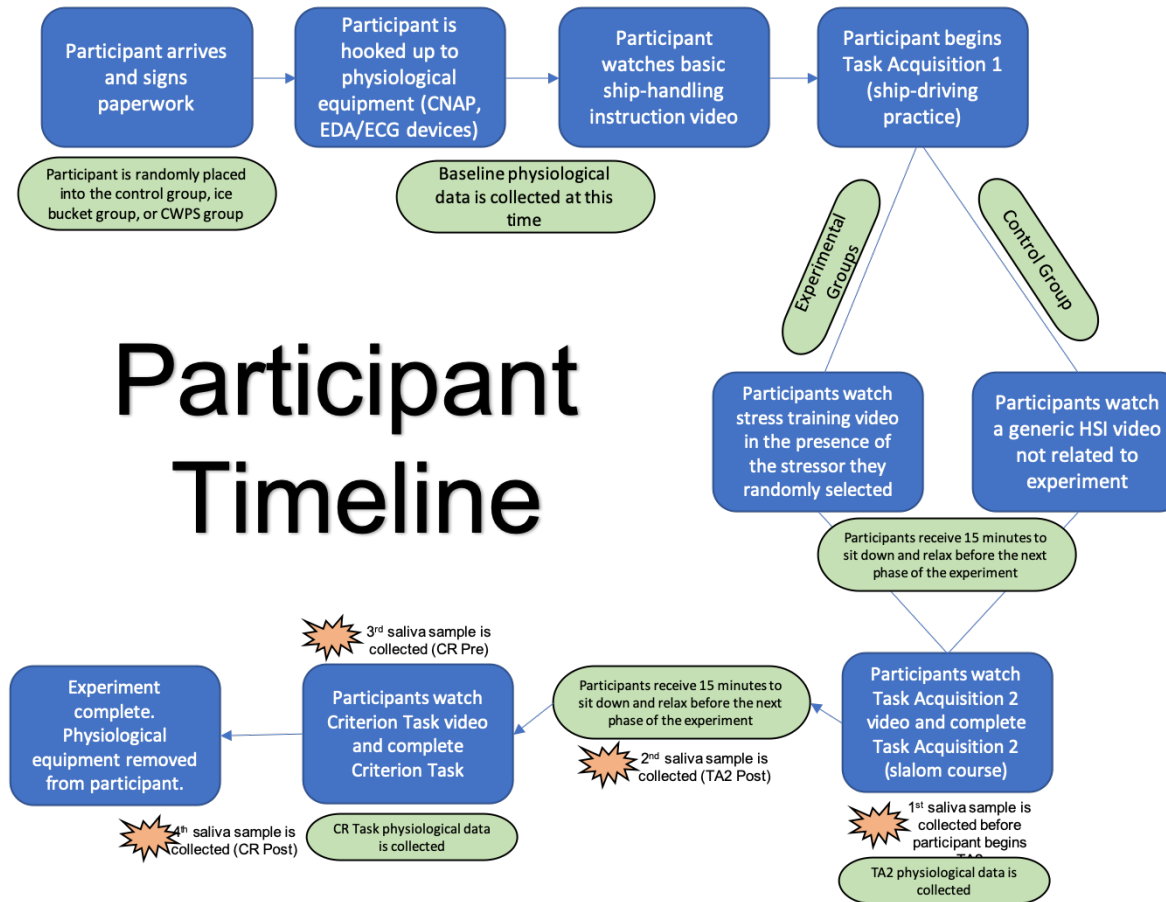 Participant arrives
and signs
paperwork
Participant is
hooked up to
physiological
equipment (CNAP,
EDA/ECG devices)
Participant
watches basic
ship-handling
instruction video
Participant begins
Task Acquisition 1
(ship-driving
practice)
Participant is randomly placed
into the control group, ice
bucket group, or CWPS group
Baseline physiological
data is collected at this
time
Experimental
Groups
Control Group
Participant
Timeline
Participants watch
stress training video
in the presence of
the stressor they
randomly selected
Participants watch
a generic HSI video
not related to
experiment
Participants receive 15 minutes to
sit down and relax before the next
phase of the experiment
Participants watch
Task Acquisition 2
video and complete
Task Acquisition 2
(slalom course)
1st saliva sample is
collected before
participant begins
TA2 physiological data is
collected
Participants receive 15 minutes to
sit down and relax before the next
phase of the experiment
2nd saliva sample is
collected (TA2 Post)
3rd saliva sample is
collected (CR Pre)
Participants watch
Criterion Task video
and complete
Criterion Task
CR Task physiological data
is collected
4th saliva sample is
collected (CR Post)
Experiment
complete.
Physiological
equipment removed
from participant.